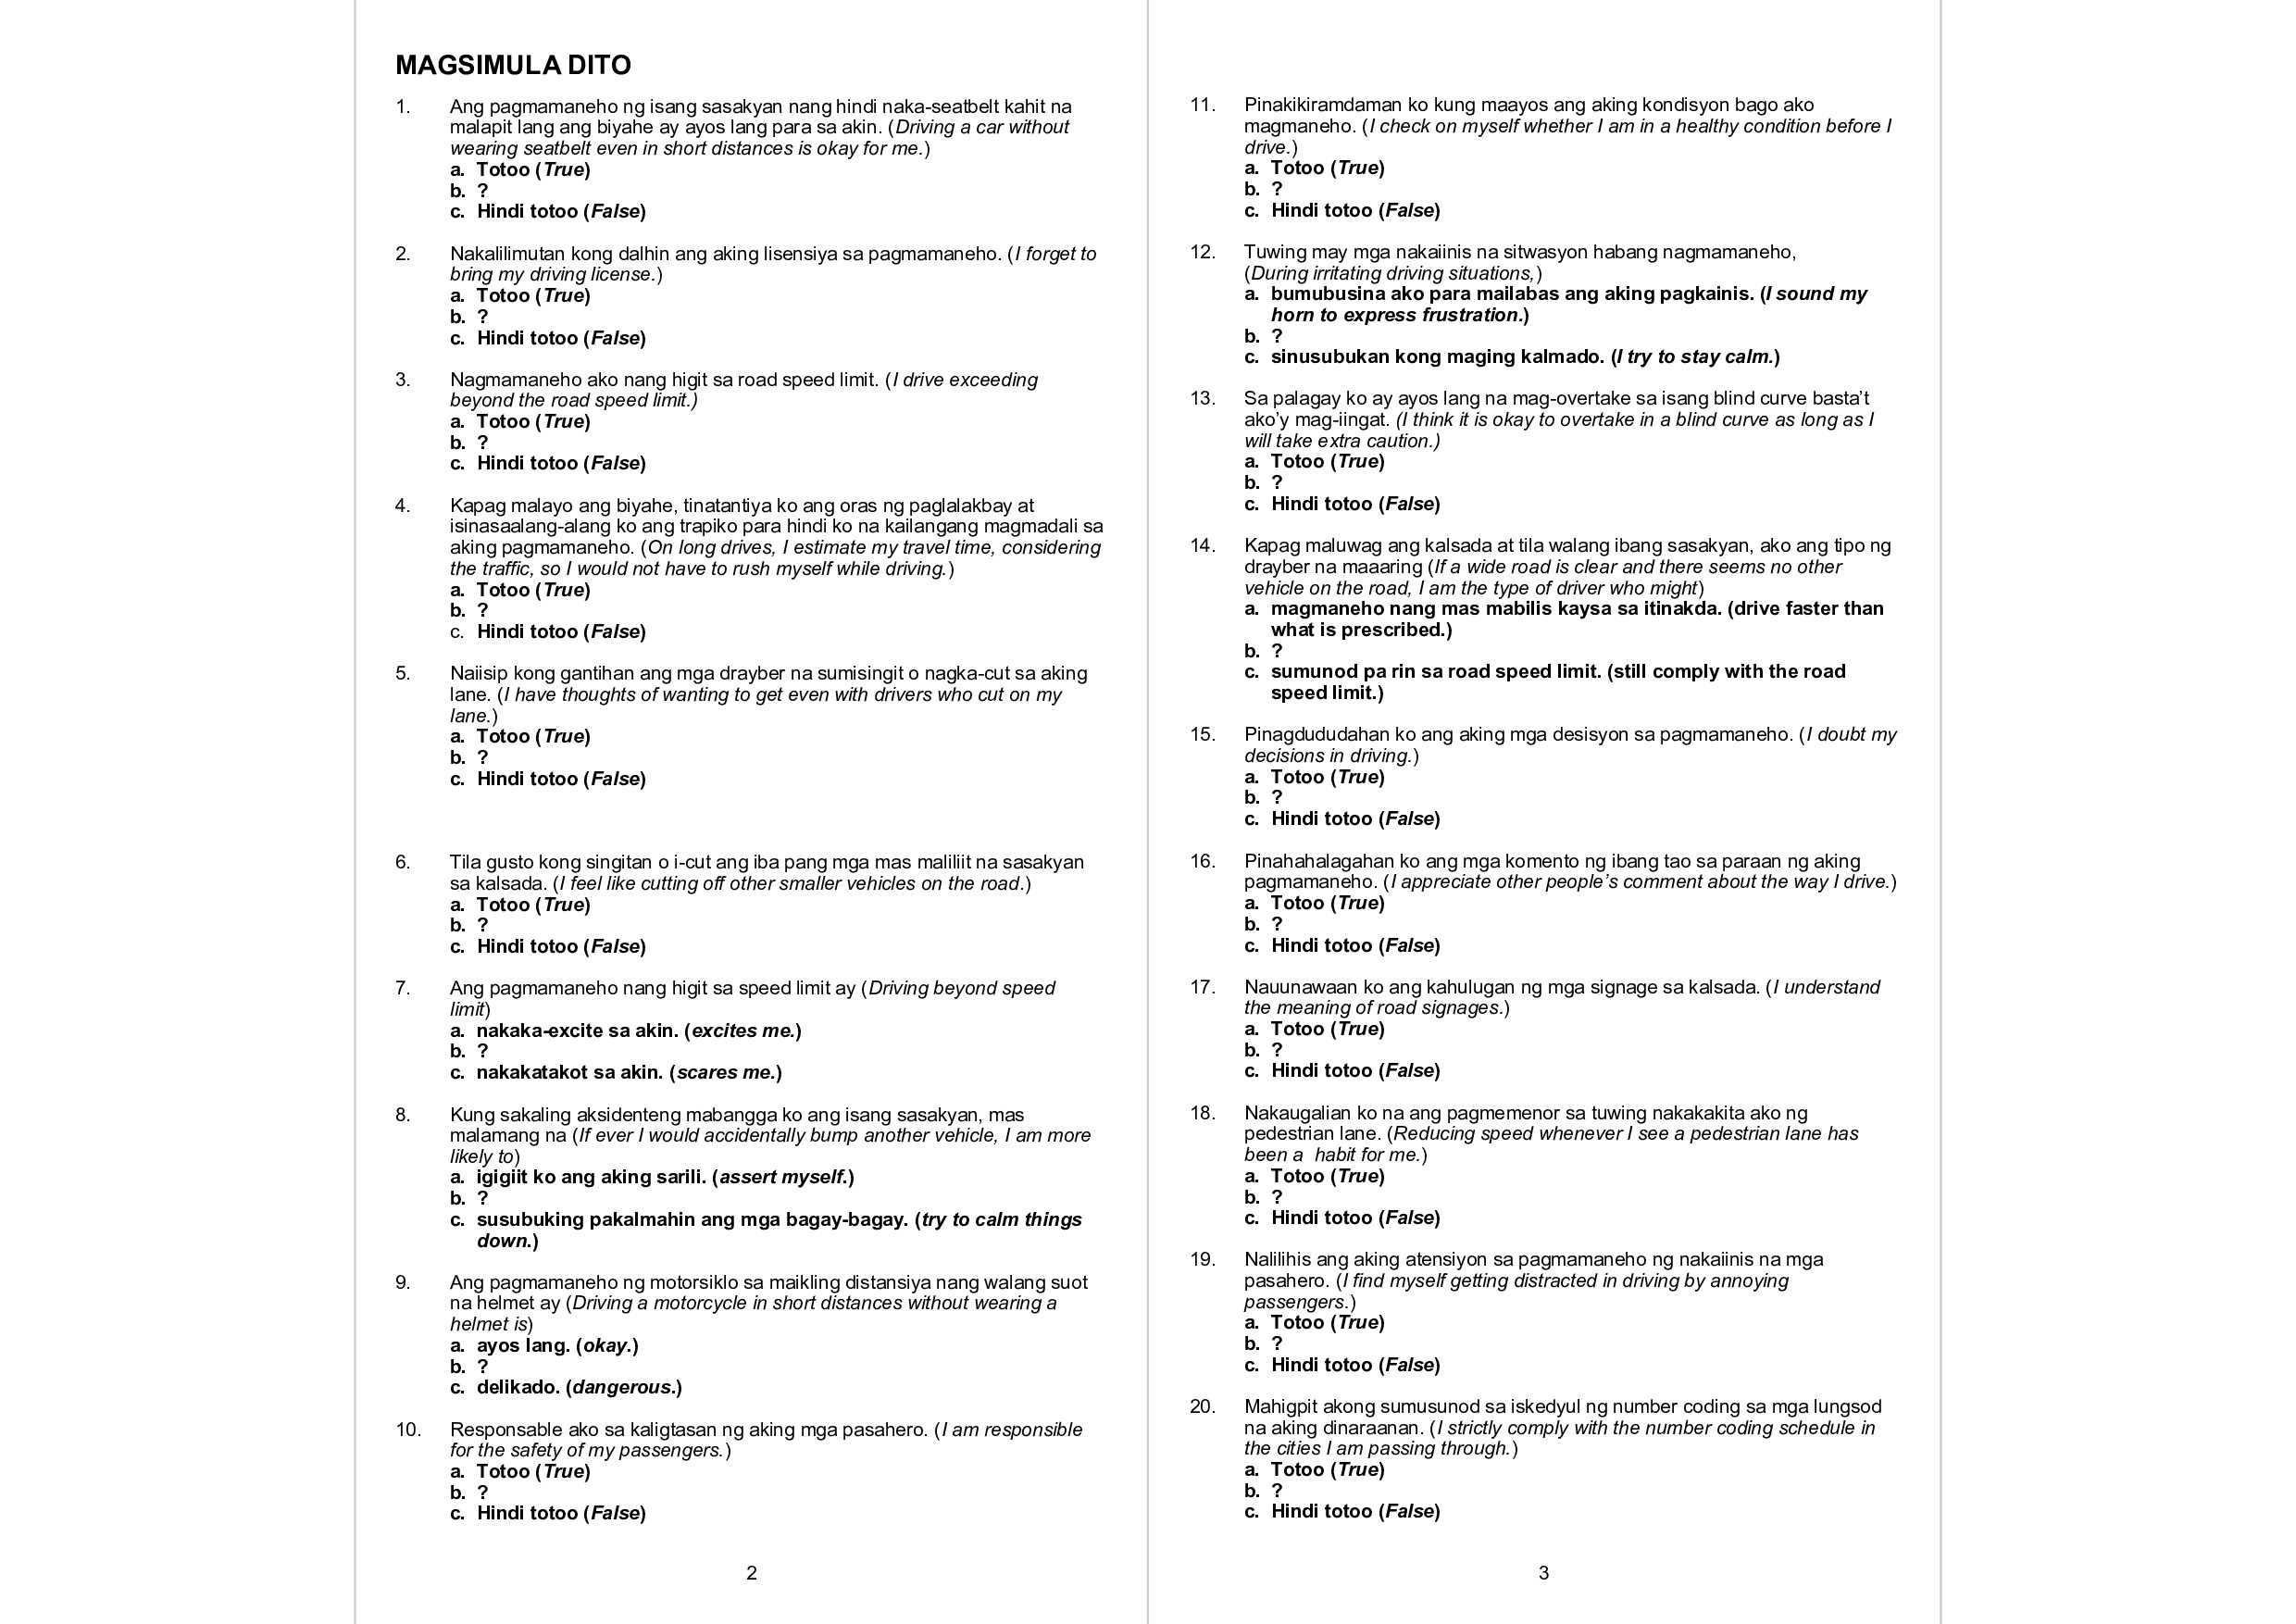 MAGSIMULA DITO
1. Ang pagmamaneho ng isang sasakyan nang hindi naka-seatbelt kahit na
malapit lang ang biyahe ay ayos lang para sa akin. (Driving a car without
wearing seatbelt even in short distances is okay for me.)
a. Totoo (True)
b. ?
c. Hindi totoo (False)
2. Nakalilimutan kong dalhin ang aking lisensiya sa pagmamaneho. (I forget to
bring my driving license.)
a. Totoo (True)
b. ?
c. Hindi totoo (False)
3. Nagmamaneho ako nang higit sa road speed limit. (I drive exceeding
beyond the road speed limit.)
a. Totoo (True)
b. ?
c. Hindi totoo (False)
4. Kapag malayo ang biyahe, tinatantiya ko ang oras ng paglalakbay at
isinasaalang-alang ko ang trapiko para hindi ko na kailangang magmadali sa
aking pagmamaneho. (On long drives, I estimate my travel time, considering
the traffic, so I would not have to rush myself while driving.)
a. Totoo (True)
b. ?
c. Hindi totoo (False)
5. Naiisip kong gantihan ang mga drayber na sumisingit o nagka-cut sa aking
lane. (I have thoughts of wanting to get even with drivers who cut on my
lane.)
a. Totoo (True)
b. ?
c. Hindi totoo (False)
6. Tila gusto kong singitan o i-cut ang iba pang mga mas maliliit na sasakyan
sa kalsada. (I feel like cutting off other smaller vehicles on the road.)
a. Totoo (True)
b. ?
c. Hindi totoo (False)
7. Ang pagmamaneho nang higit sa speed limit ay (Driving beyond speed
limit)
a. nakaka-excite sa akin. (excites me.)
b. ?
c. nakakatakot sa akin. (scares me.)
8. Kung sakaling aksidenteng mabangga ko ang isang sasakyan, mas
malamang na (If ever I would accidentally bump another vehicle, I am more
likely to)
a. igigiit ko ang aking sarili. (assert myself.)
b. ?
c. susubuking pakalmahin ang mga bagay-bagay. (try to calm things
down.)
9. Ang pagmamaneho ng motorsiklo sa maikling distansiya nang walang suot
na helmet ay (Driving a motorcycle in short distances without wearing a
helmet is)
a. ayos lang. (okay.)
b. ?
c. delikado. (dangerous.)
10. Responsable ako sa kaligtasan ng aking mga pasahero. (I am responsible
for the safety of my passengers.)
a. Totoo (True)
b. ?
c. Hindi totoo (False)
2
11. Pinakikiramdaman ko kung maayos ang aking kondisyon bago ako
magmaneho. (I check on myself whether I am in a healthy condition before I
drive.)
a. Totoo (True)
b. ?
c. Hindi totoo (False)
12. Tuwing may mga nakaiinis na sitwasyon habang nagmamaneho,
(During irritating driving situations,)
a. bumubusina ako para mailabas ang aking pagkainis. (I sound my
horn to express frustration.)
b. ?
c. sinusubukan kong maging kalmado. (I try to stay calm.)
13. Sa palagay ko ay ayos lang na mag-overtake sa isang blind curve basta’t
ako’y mag-iingat. (I think it is okay to overtake in a blind curve as long as I
will take extra caution.)
a. Totoo (True)
b. ?
c. Hindi totoo (False)
14. Kapag maluwag ang kalsada at tila walang ibang sasakyan, ako ang tipo ng
drayber na maaaring (If a wide road is clear and there seems no other
vehicle on the road, I am the type of driver who might)
a. magmaneho nang mas mabilis kaysa sa itinakda. (drive faster than
what is prescribed.)
b. ?
c. sumunod pa rin sa road speed limit. (still comply with the road
speed limit.)
15. Pinagdududahan ko ang aking mga desisyon sa pagmamaneho. (I doubt my
decisions in driving.)
a. Totoo (True)
b. ?
c. Hindi totoo (False)
16. Pinahahalagahan ko ang mga komento ng ibang tao sa paraan ng aking
pagmamaneho. (I appreciate other people’s comment about the way I drive.)
a. Totoo (True)
b. ?
c. Hindi totoo (False)
17. Nauunawaan ko ang kahulugan ng mga signage sa kalsada. (I understand
the meaning of road signages.)
a. Totoo (True)
b. ?
c. Hindi totoo (False)
18. Nakaugalian ko na ang pagmemenor sa tuwing nakakakita ako ng
pedestrian lane. (Reducing speed whenever I see a pedestrian lane has
been a habit for me.)
a. Totoo (True)
b. ?
c. Hindi totoo (False)
19. Nalilihis ang aking atensiyon sa pagmamaneho ng nakaiinis na mga
pasahero. (I find myself getting distracted in driving by annoying
passengers.)
a. Totoo (True)
b. ?
c. Hindi totoo (False)
20. Mahigpit akong sumusunod sa iskedyul ng number coding sa mga lungsod
na aking dinaraanan. (I strictly comply with the number coding schedule in
the cities I am passing through.)
a. Totoo (True)
b. ?
c. Hindi totoo (False)
3